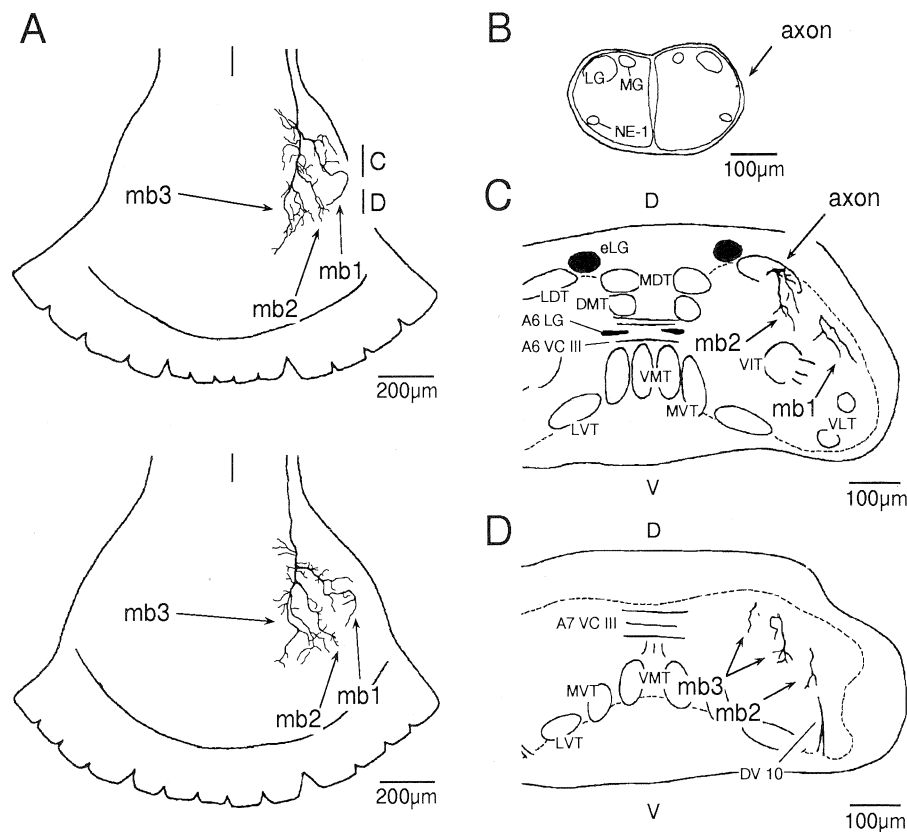 A
C
D
mb3
mb1
mb2
200µm
mb3
mb1
mb2
200µm
B
axon
LG
MG
NE-1
100µm
C
D
axon
eLG
MDT
LDT
DMT
A6 LG
mb2
A6 VC III
VIT
VMT
mb1
MVT
VLT
LVT
V
100µm
D
D
A7 VC III
VMT
MVT
mb3
mb2
LVT
DV 10
V
100µm